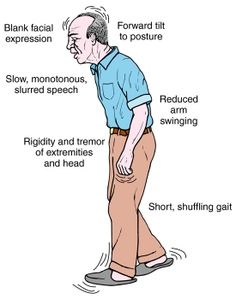 Blank facial
expression
Forward tilt
to posture
Slow, monotonous,
slurred speech
Reduced
arm
swinging
Rigidity and tremor
of extremities
and head
Short, shuffling gait